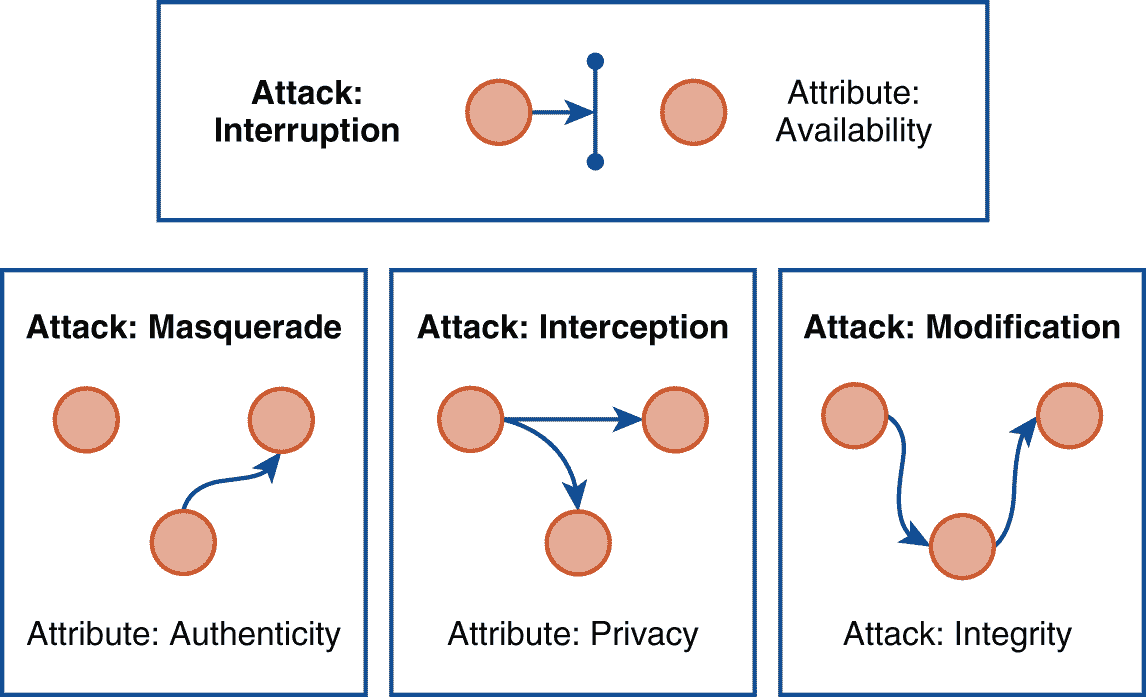 Attack:
Interruption
Attribute:
Availability
Attack: Masquerade
Attribute: Authenticity
Attack: Interception
Attribute: Privacy
Attack: Modification
Attack: Integrity